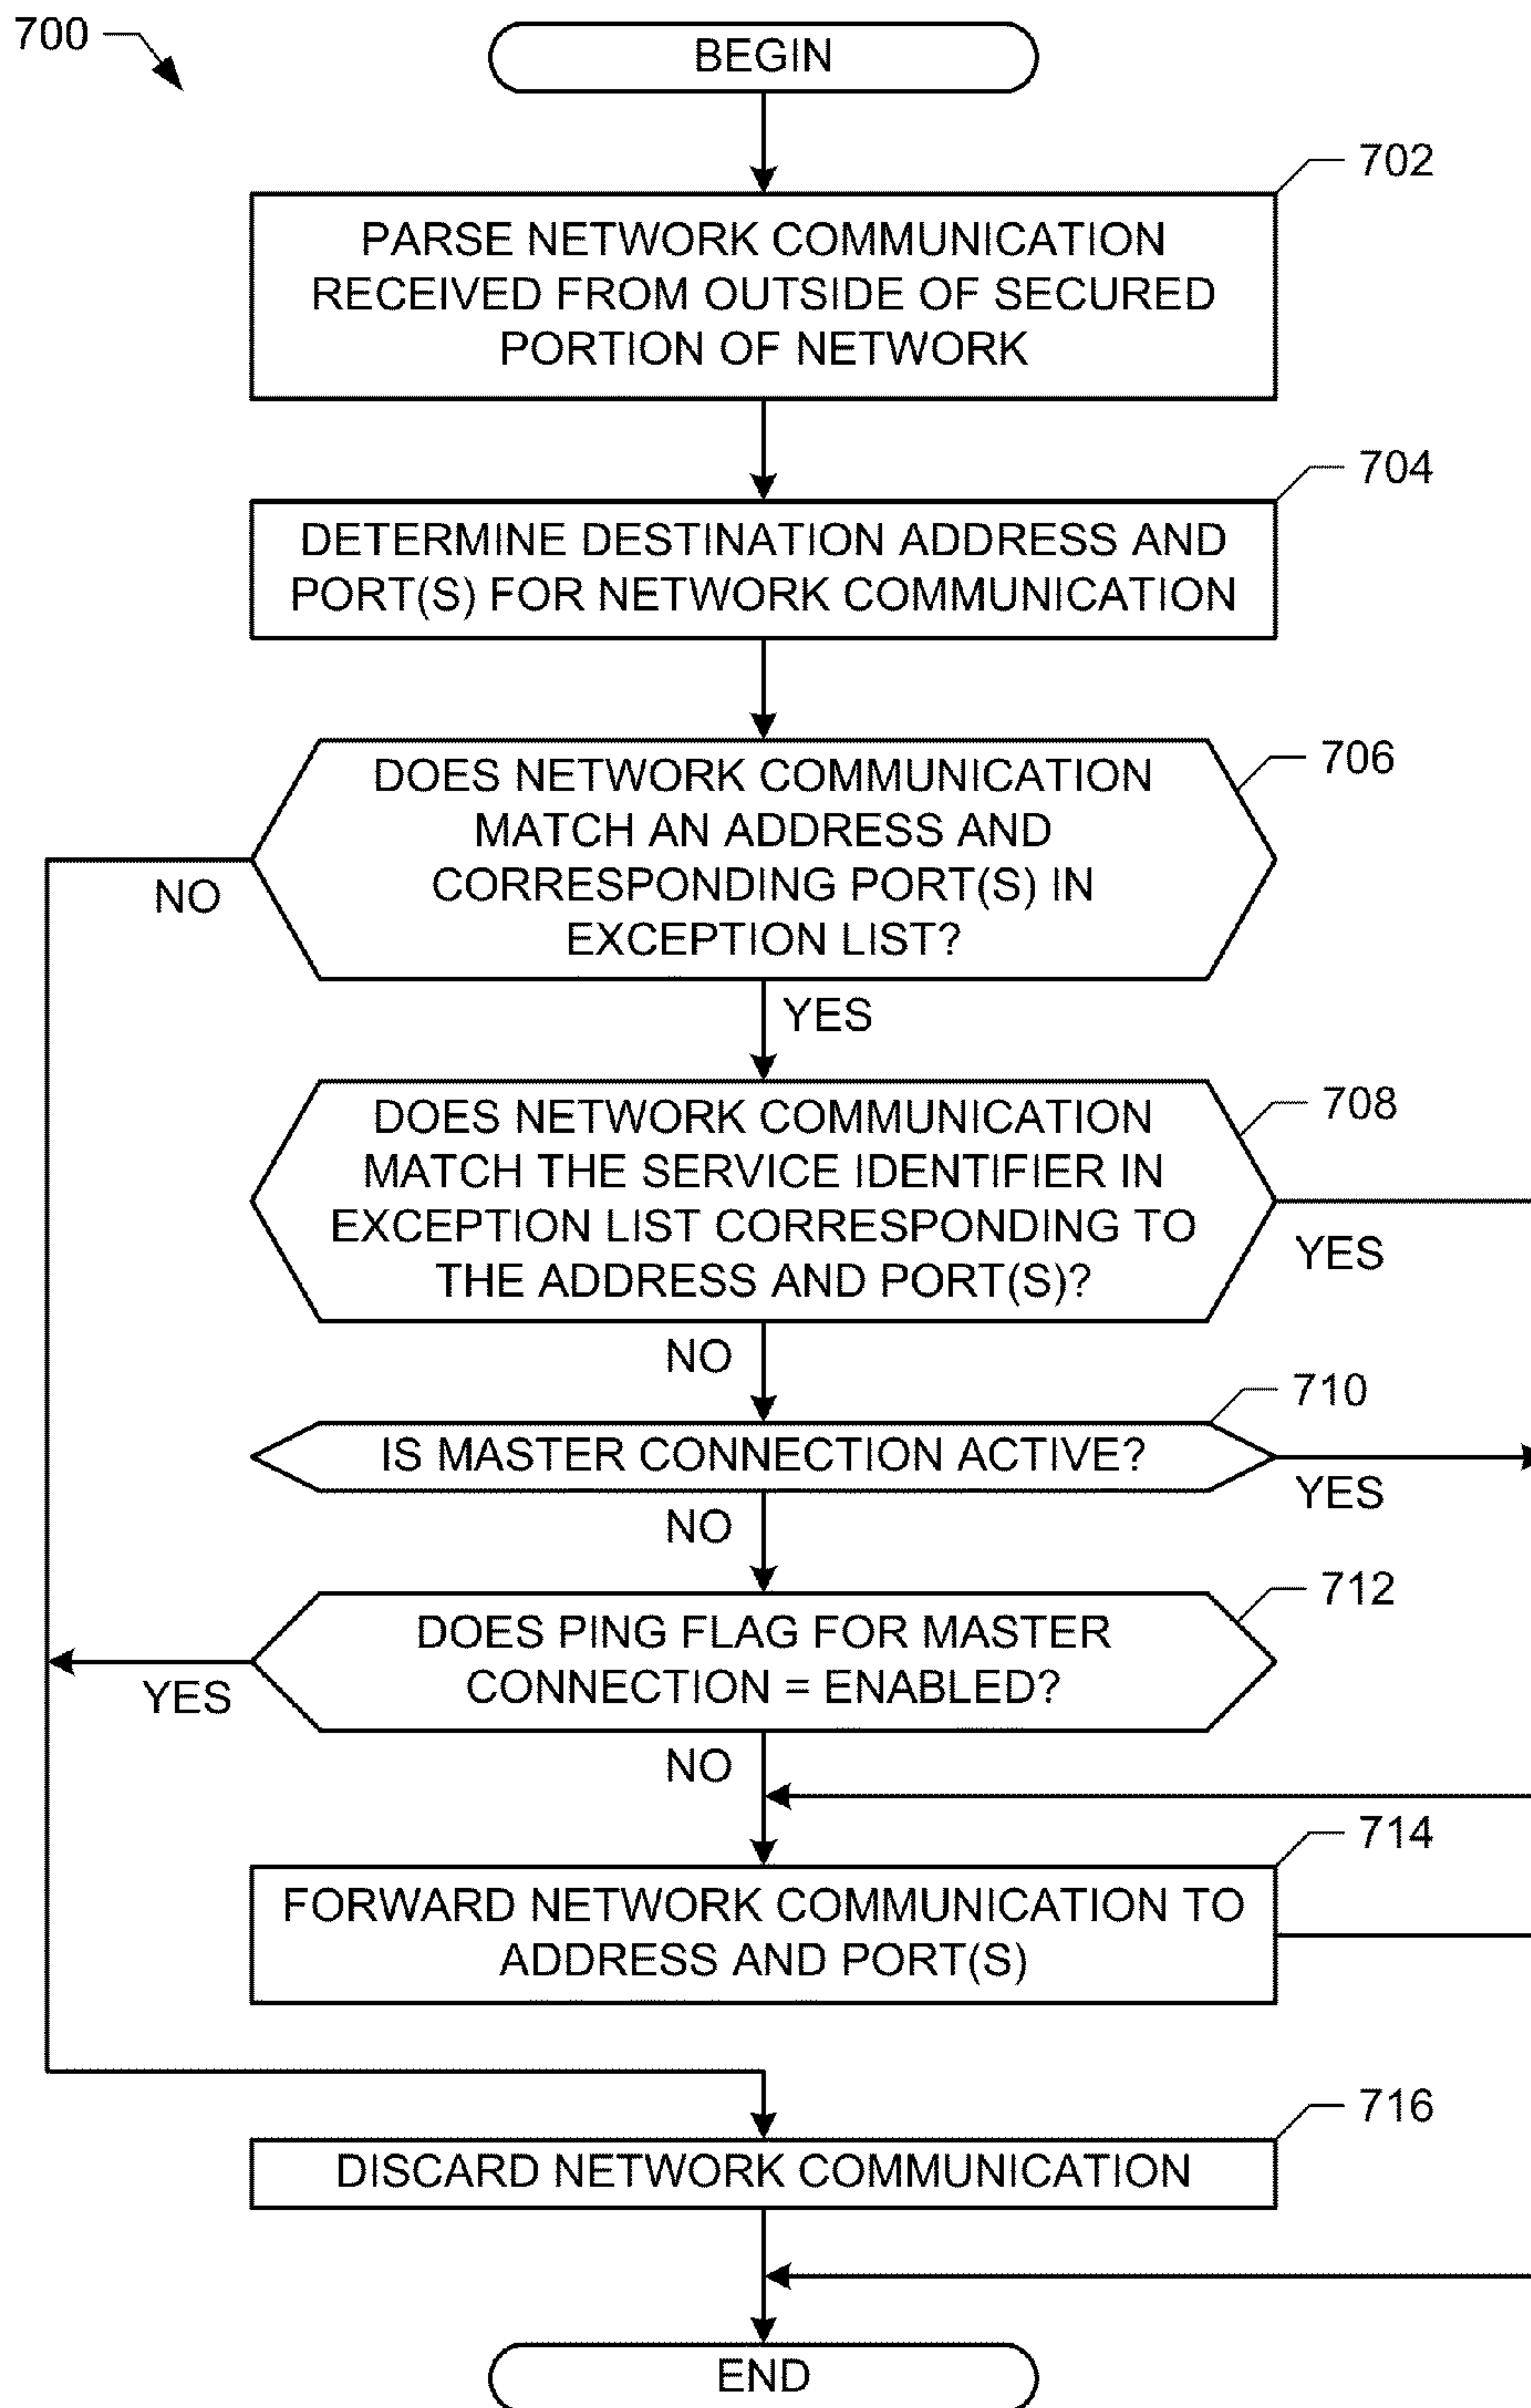 700
BEGIN
702
PARSE NETWORK COMMUNICATION
RECEIVED FROM OUTSIDE OF SECURED
PORTION OF NETWORK
704
DETERMINE DESTINATION ADDRESS AND
PORT(S) FOR NETWORK COMMUNICATION
706
DOES NETWORK COMMUNICATION
MATCH AN ADDRESS AND
CORRESPONDING PORT(S) IN
EXCEPTION LIST?
NO
YES
708
DOES NETWORK COMMUNICATION
MATCH THE SERVICE IDENTIFIER IN
EXCEPTION LIST CORRESPONDING TO
THE ADDRESS AND PORT(S)?
YES
NO
710
IS MASTER CONNECTION ACTIVE?
YES
NO
712
DOES PING FLAG FOR MASTER
CONNECTION = ENABLED?
YES
NO
714
FORWARD NETWORK COMMUNICATION TO
ADDRESS AND PORT(S)
716
DISCARD NETWORK COMMUNICATION
END